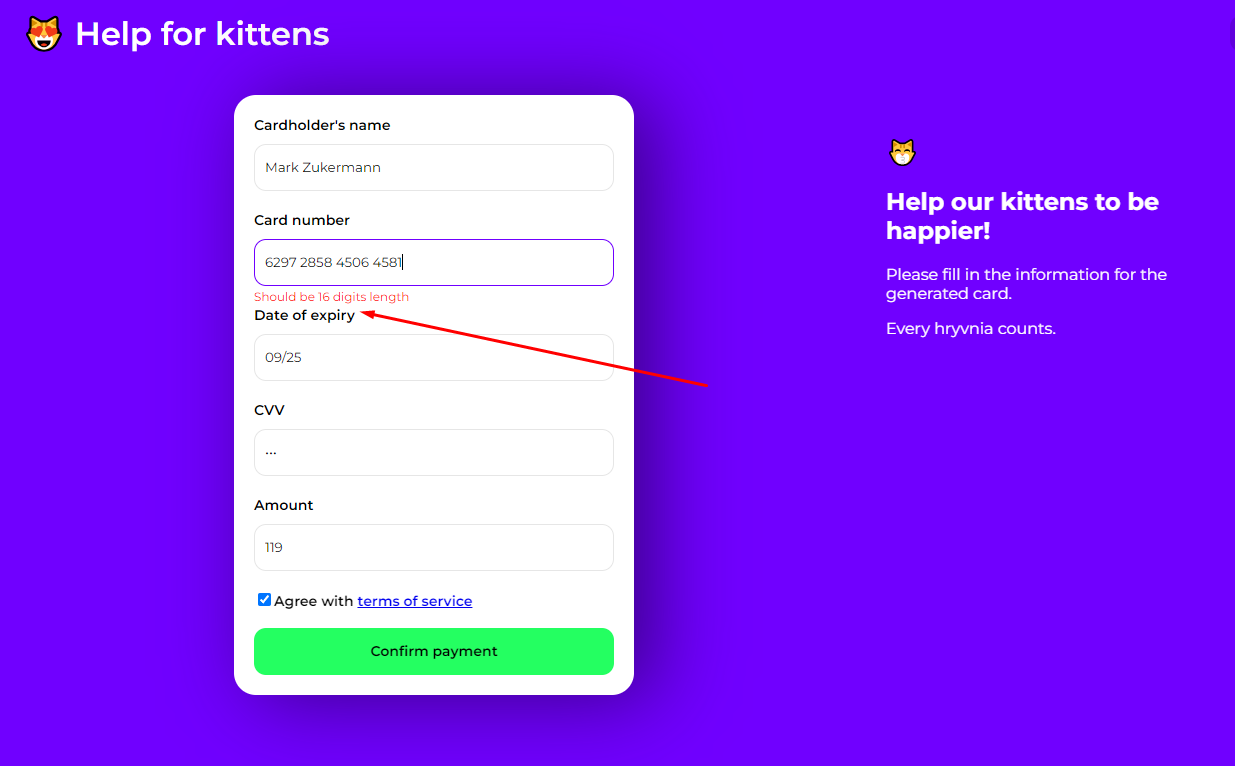 Help for kittens
Cardholder's name
Mark Zukermann
Card number
6297 2858 4506 4581
Should be 16 digits length
Date of expiry
09/25
CVV
...
Amount
119
Agree with terms of service
Confirm payment
Help our kittens to be
happier!
Please fill in the information for the
generated card.
Every hryvnia counts.